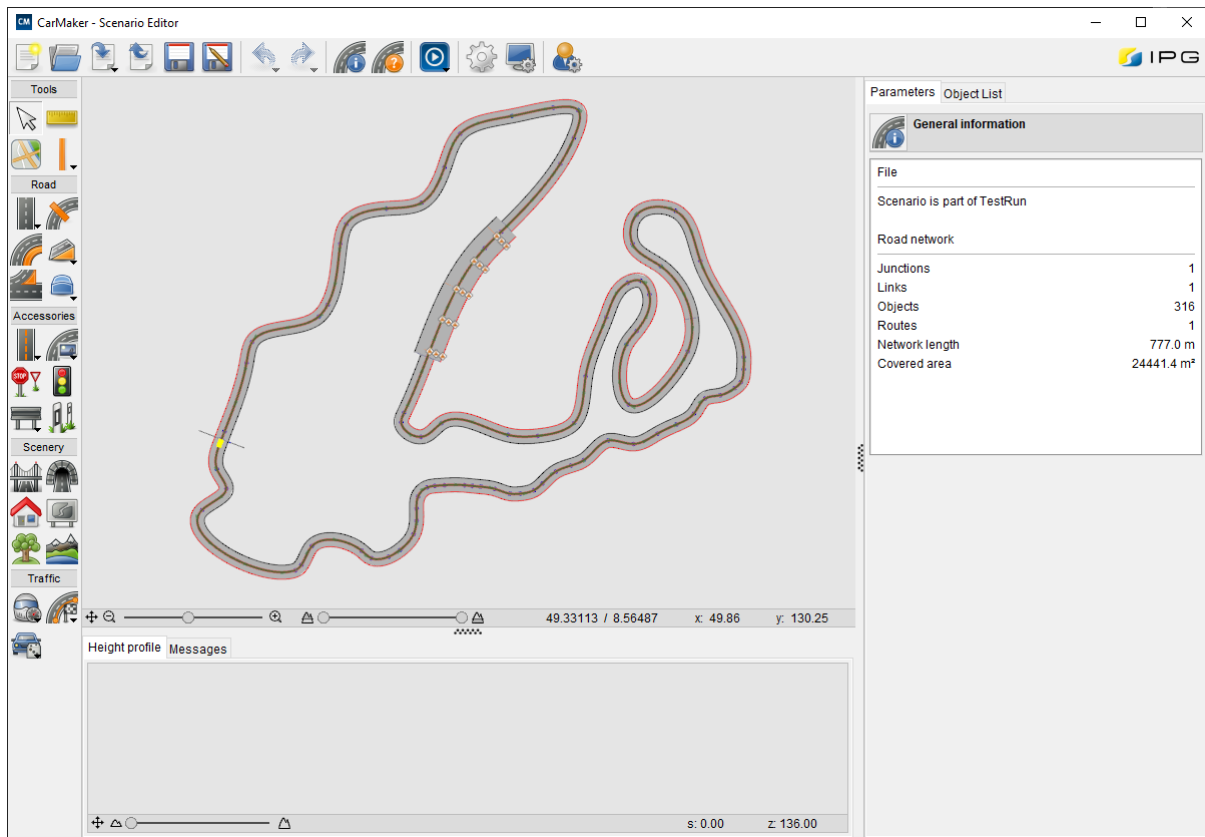 CM CarMaker - Scenario Editor
IPG
Tools
Road
Accessories
STOP
Scenery
Traffic
49.33113 / 8.56487 x: 49.86 y: 130.25
Height profile Messages
s: 0.00 z: 136.00
Parameters Object List
General information
File
Scenario is part of TestRun
Road network
Junctions 1
Links 1
Objects 316
Routes 1
Network length 777.0 m
Covered area 24441.4 m²